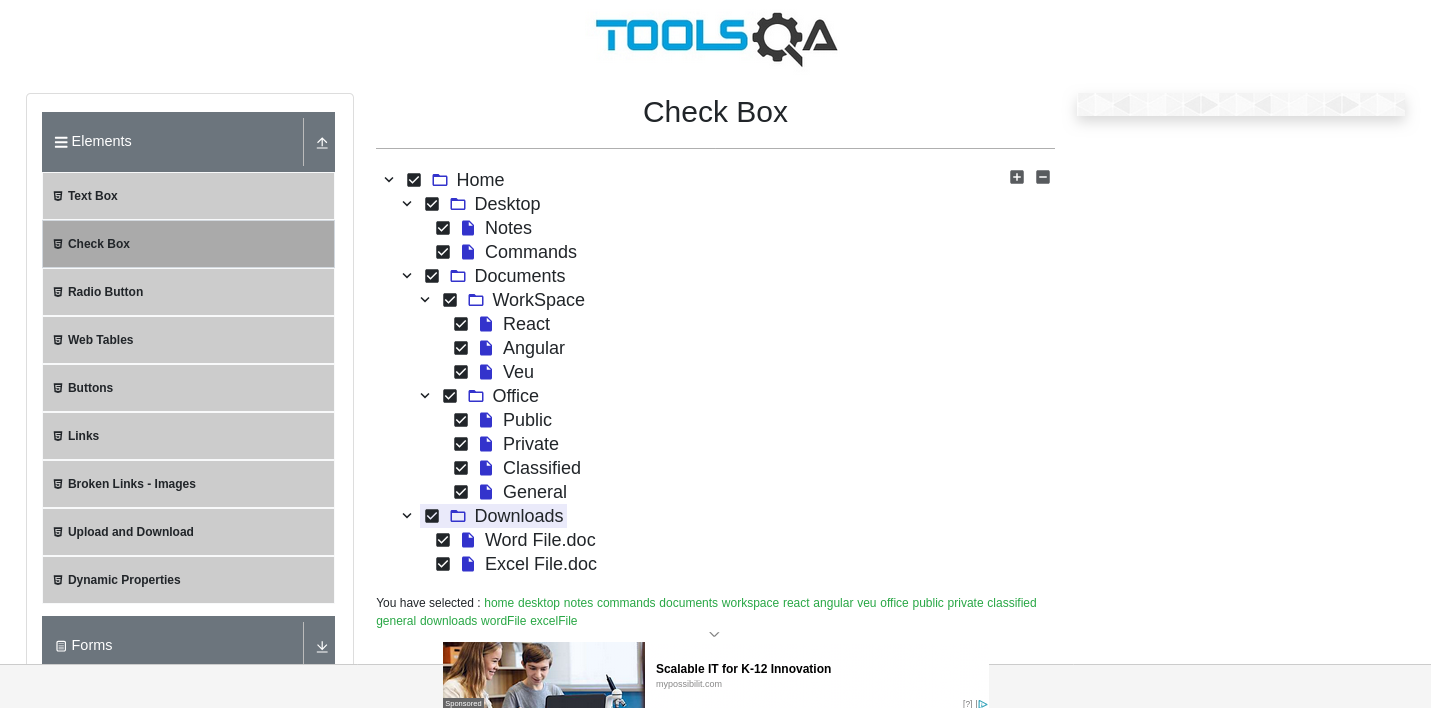 TOOLSQA
Elements
Text Box
Check Box
Radio Button
Web Tables
Buttons
Links
Broken Links - Images
Upload and Download
Dynamic Properties
Forms
Check Box
Home
Desktop
Notes
Commands
Documents
WorkSpace
React
Angular
Veu
Office
Public
Private
Classified
General
Downloads
Word File.doc
Excel File.doc
You have selected : home desktop notes commands documents workspace react angular veu office public private classified
general downloads wordFile excelFile
Scalable IT for K-12 Innovation
mypossibilit.com
Sponsored
[?]